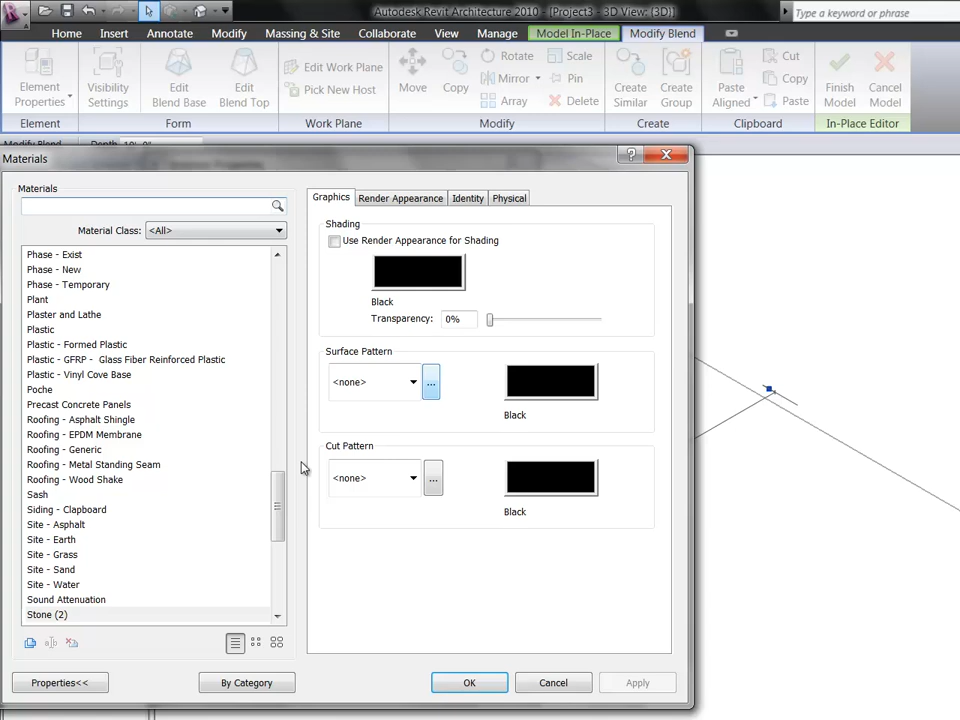 Autodesk Revit Architecture 2010 - [Project3 - 3D View: {3D}]
Type a keyword or phrase
Home Insert Annotate Modify Massing & Site Collaborate View Manage Model In-Place Modify Blend
Element Properties
Visibility Settings
Edit Blend Base
Edit Blend Top
Edit Work Plane
Pick New Host
Move
Copy
Rotate
Mirror
Array
Scale
Pin
Delete
Create Similar
Create Group
Paste Aligned
Cut
Copy
Paste
Finish Model
Cancel Model
Element Form Work Plane Modify Create Clipboard In-Place Editor
Modify Blend Depth
Materials
?
Materials
Material Class: <All>
Phase - Exist
Phase - New
Phase - Temporary
Plant
Plaster and Lathe
Plastic
Plastic - Formed Plastic
Plastic - GFRP - Glass Fiber Reinforced Plastic
Plastic - Vinyl Cove Base
Poche
Precast Concrete Panels
Roofing - Asphalt Shingle
Roofing - EPDM Membrane
Roofing - Generic
Roofing - Metal Standing Seam
Roofing - Wood Shake
Sash
Siding - Clapboard
Site - Asphalt
Site - Earth
Site - Grass
Site - Sand
Site - Water
Sound Attenuation
Stone (2)
Properties<<
By Category
Graphics Render Appearance Identity Physical
Shading
Use Render Appearance for Shading
Black
Transparency: 0%
Surface Pattern
<none> ...
Black
Cut Pattern
<none> ...
Black
OK Cancel Apply